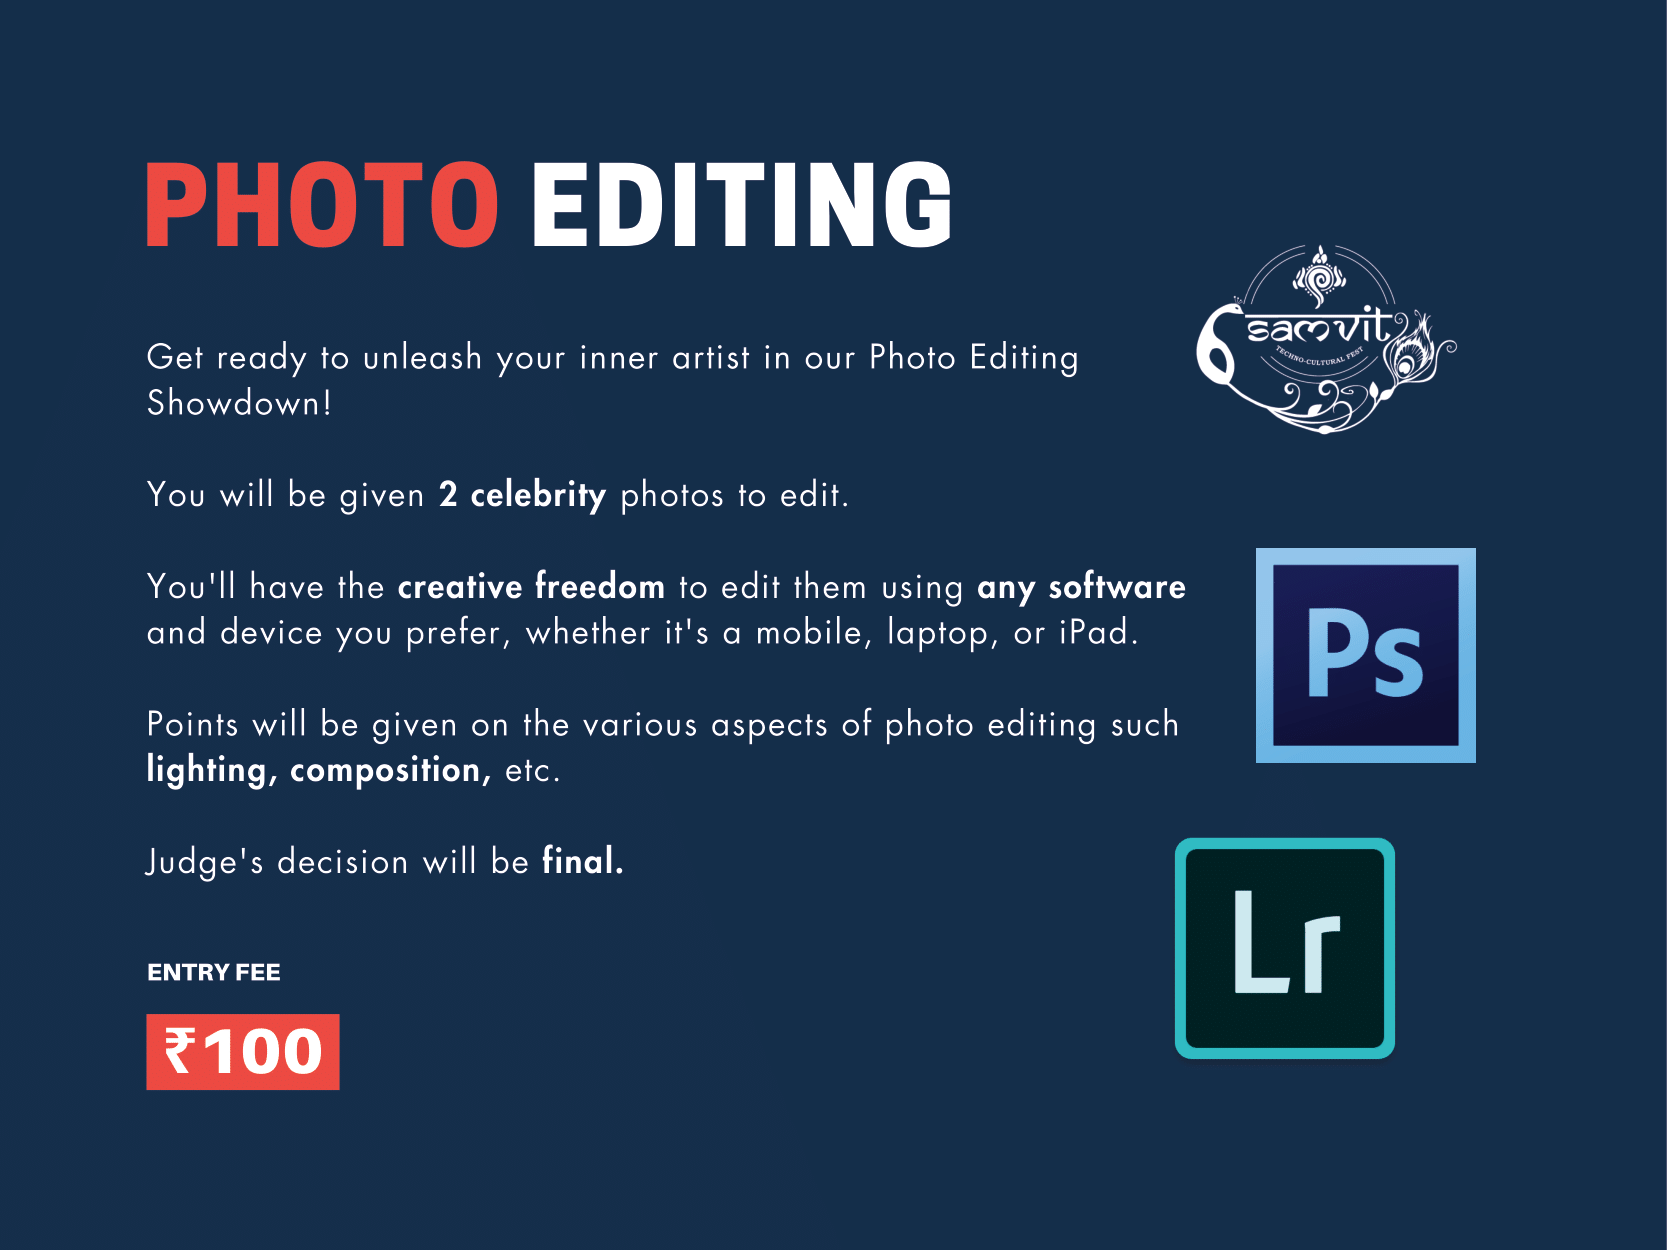 PHOTO EDITING
samvit
TECHNO-CULTURAL FEST
Get ready to unleash your inner artist in our Photo Editing
Showdown!
You will be given 2 celebrity photos to edit.
You'll have the creative freedom to edit them using any software
and device you prefer, whether it's a mobile, laptop, or iPad.
Points will be given on the various aspects of photo editing such
lighting, composition, etc.
Judge's decision will be final.
Ps
Lr
ENTRY FEE
₹100